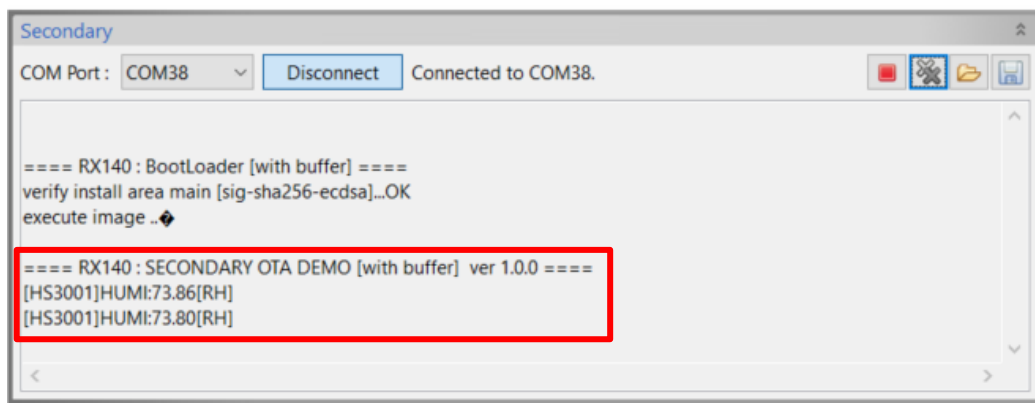 Secondary
COM Port : COM38 Disconnect Connected to COM38.
==== RX140 : BootLoader [with buffer] ====
verify install area main [sig-sha256-ecdsa]...OK
execute image ..�
==== RX140 : SECONDARY OTA DEMO [with buffer]  ver 1.0.0 ====
[HS3001]HUMI:73.86[RH]
[HS3001]HUMI:73.80[RH]